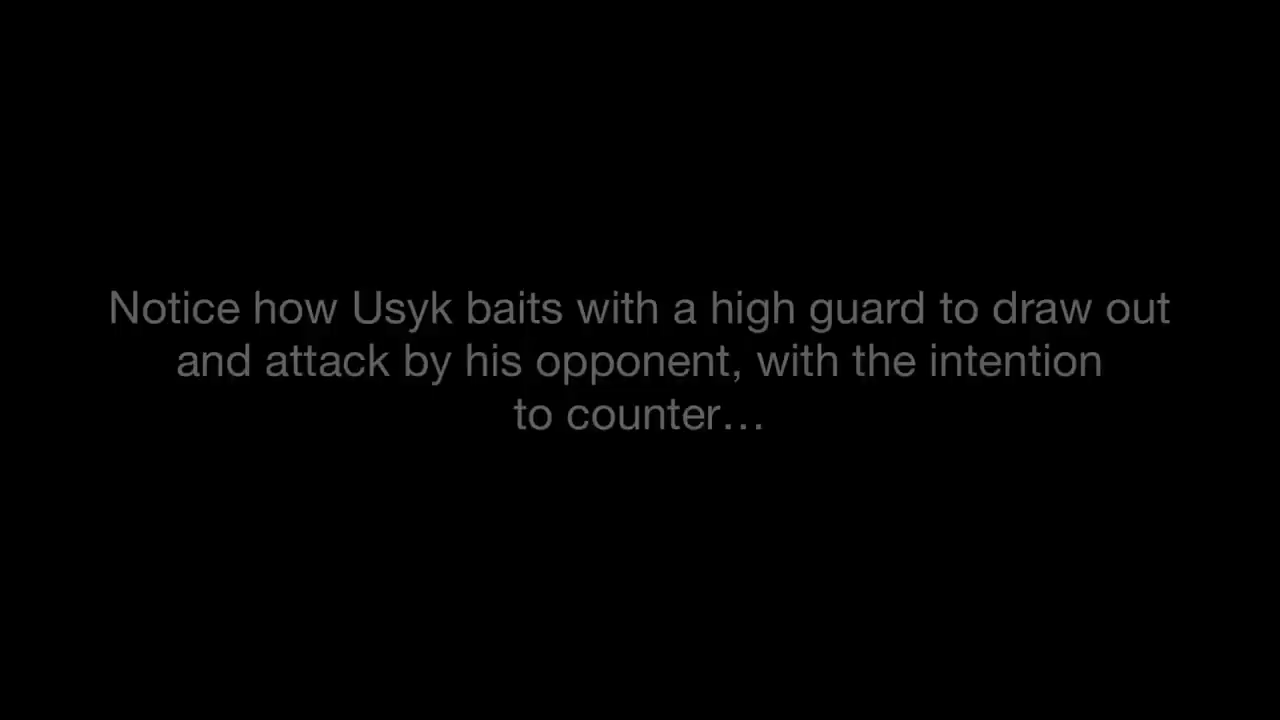 Notice how Usyk baits with a high guard to draw out
and attack by his opponent, with the intention
to counter…